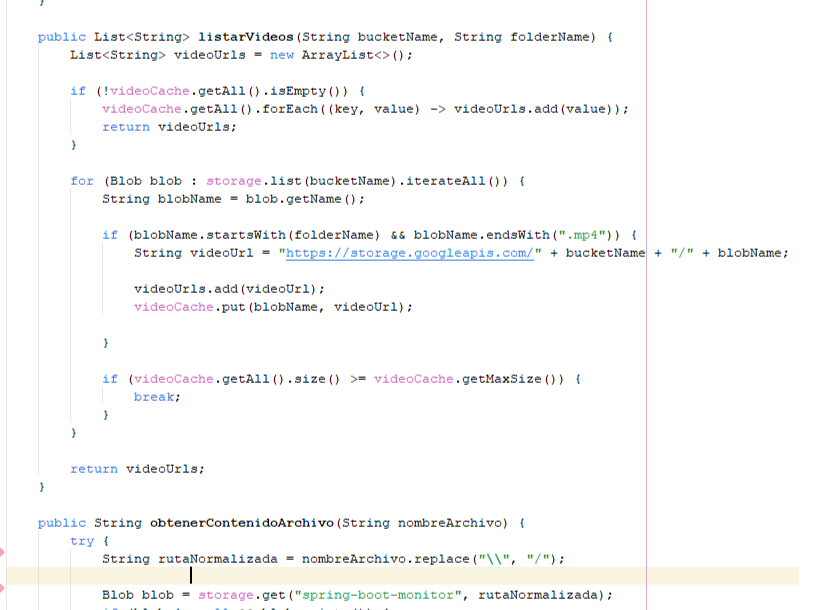 }
public List<String> listarVideos(String bucketName, String folderName) {
List<String> videoUrls = new ArrayList<>();
if (!videoCache.getAll().isEmpty()) {
videoCache.getAll().forEach((key, value) -> videoUrls.add(value));
return videoUrls;
}
for (Blob blob : storage.list(bucketName).iterateAll()) {
String blobName = blob.getName();
if (blobName.startsWith(folderName) && blobName.endsWith(".mp4")) {
String videoUrl = "https://storage.googleapis.com/" + bucketName + "/" + blobName;
videoUrls.add(videoUrl);
videoCache.put(blobName, videoUrl);
}
if (videoCache.getAll().size() >= videoCache.getMaxSize()) {
break;
}
}
return videoUrls;
}
public String obtenerContenidoArchivo(String nombreArchivo) {
try {
String rutaNormalizada = nombreArchivo.replace("\\", "/");
Blob blob = storage.get("spring-boot-monitor", rutaNormalizada);